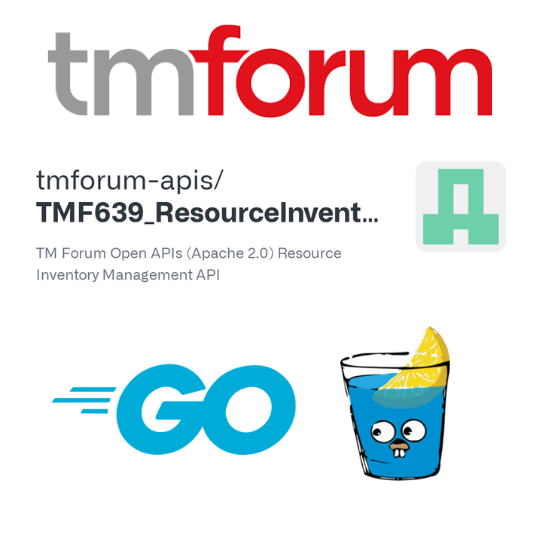 tmforum
tmforum-apis/
TMF639_ResourceInvent...
TM Forum Open APIs (Apache 2.0) Resource
Inventory Management API
GO